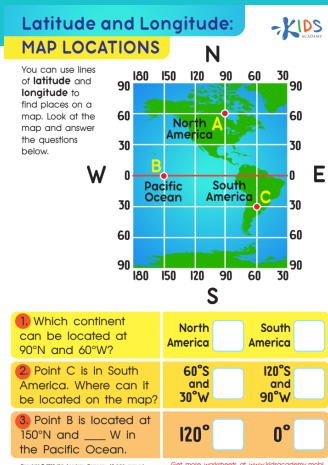 Latitude and Longitude:
MAP LOCATIONS
KIDS
ACADEMY
You can use lines
of latitude and
longitude to
find places on a
map. Look at the
map and answer
the questions
below.
N
180 150 120 90 60 30
90 90
60 60
North A
America
30 30
B
W 0 0 E
Pacific South
Ocean America C
30 30
60 60
90 90
180 150 120 90 60 30
S
1. Which continent
can be located at
90°N and 60°W?
North
America
South
America
2. Point C is in South
America. Where can it
be located on the map?
60°S
and
30°W
120°S
and
90°W
3. Point B is located at
150°N and ___ W in
the Pacific Ocean.
120°
0°
Get more worksheets at www.kidsacademy.mobi